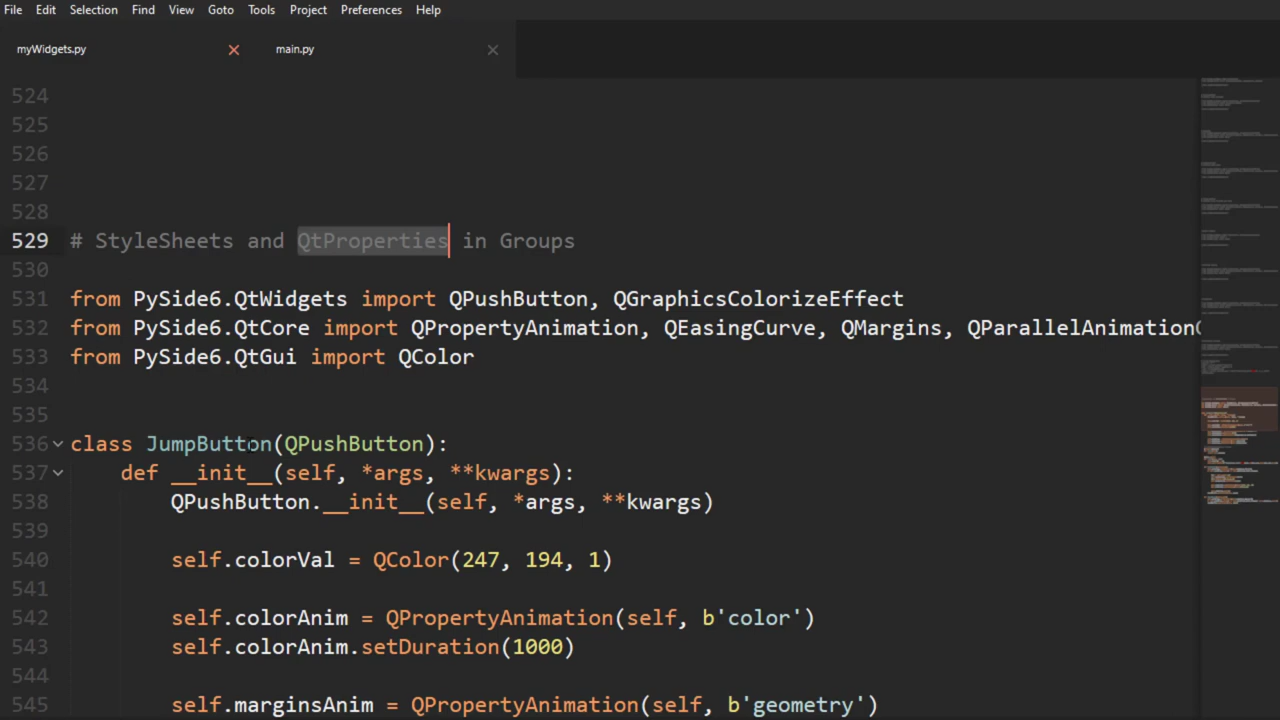 File Edit Selection Find View Goto Tools Project Preferences Help
myWidgets.py main.py
524
525
526
527
528
529 # StyleSheets and QtProperties in Groups
530
531 from PySide6.QtWidgets import QPushButton, QGraphicsColorizeEffect
532 from PySide6.QtCore import QPropertyAnimation, QEasingCurve, QMargins, QParallelAnimationG
533 from PySide6.QtGui import QColor
534
535
536 class JumpButton(QPushButton):
537 def __init__(self, *args, **kwargs):
538 QPushButton.__init__(self, *args, **kwargs)
539
540 self.colorVal = QColor(247, 194, 1)
541
542 self.colorAnim = QPropertyAnimation(self, b'color')
543 self.colorAnim.setDuration(1000)
544
545 self.marginsAnim = QPropertyAnimation(self, b'geometry')